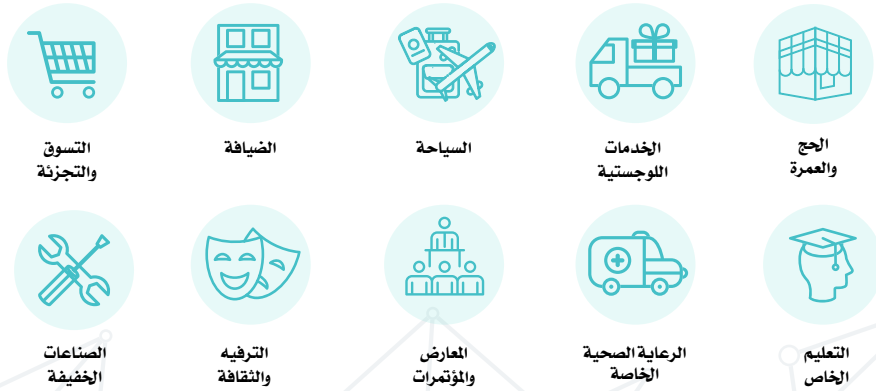 الحج
والعمرة
الخدمات
اللوجستية
السياحة
الضيافة
التسوق
والتجزئة
التعليم
الخاص
الرعاية الصحية
الخاصة
المعارض
والمؤتمرات
الترفيه
والثقافة
الصناعات
الخفيفة